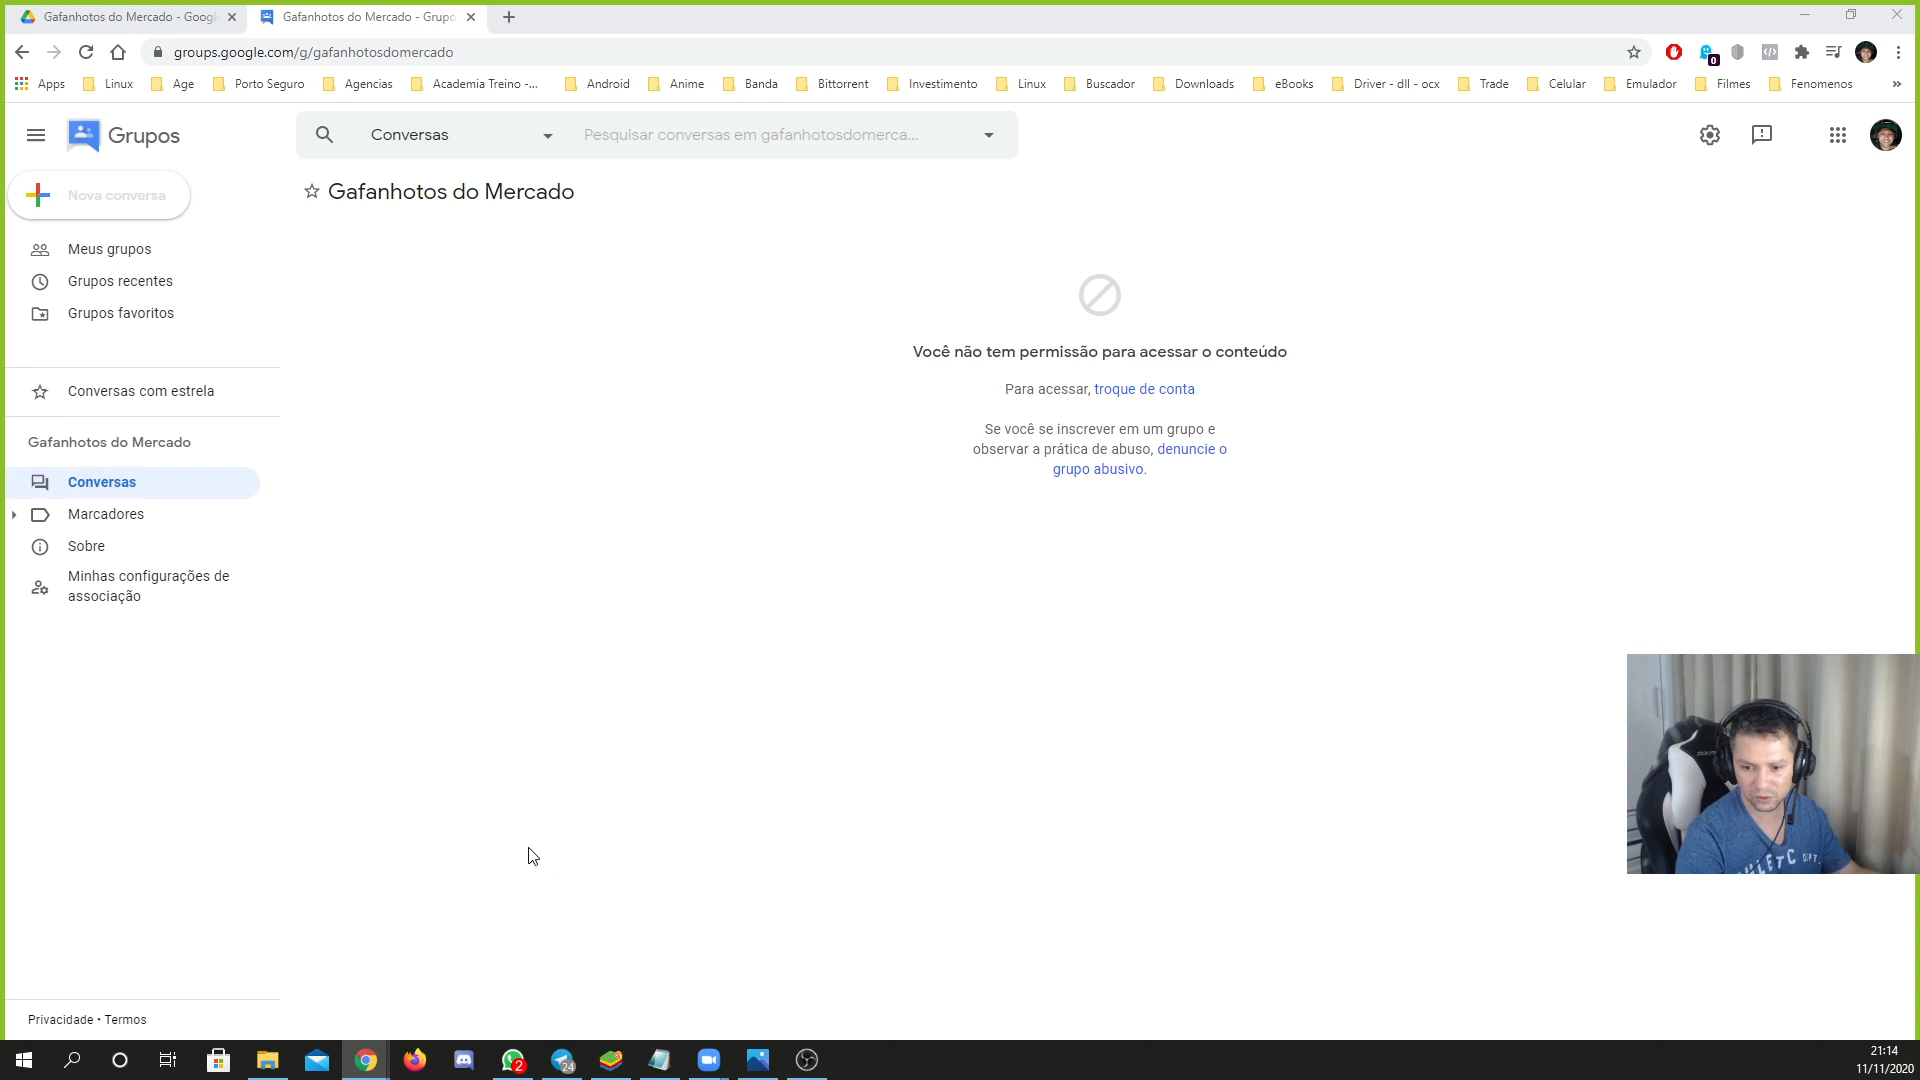 Gafanhotos do Mercado - Googl
Gafanhotos do Mercado - Grupo
groups.google.com/g/gafanhotosdomercado
0
Apps
Linux
Age
Porto Seguro
Agencias
Academia Treino -...
Android
Anime
Banda
Bittorrent
Investimento
Linux
Buscador
Downloads
eBooks
Driver - dll - ocx
Trade
Celular
Emulador
Filmes
Fenomenos
»
Grupos
Conversas
Pesquisar conversas em gafanhotosdomerca...
Nova conversa
Gafanhotos do Mercado
Meus grupos
Grupos recentes
Grupos favoritos
Conversas com estrela
Gafanhotos do Mercado
Conversas
Marcadores
Sobre
Minhas configurações de
associação
Você não tem permissão para acessar o conteúdo
Para acessar, troque de conta
Se você se inscrever em um grupo e
observar a prática de abuso, denuncie o
grupo abusivo.
Privacidade • Termos
2
24
21:14
11/11/2020